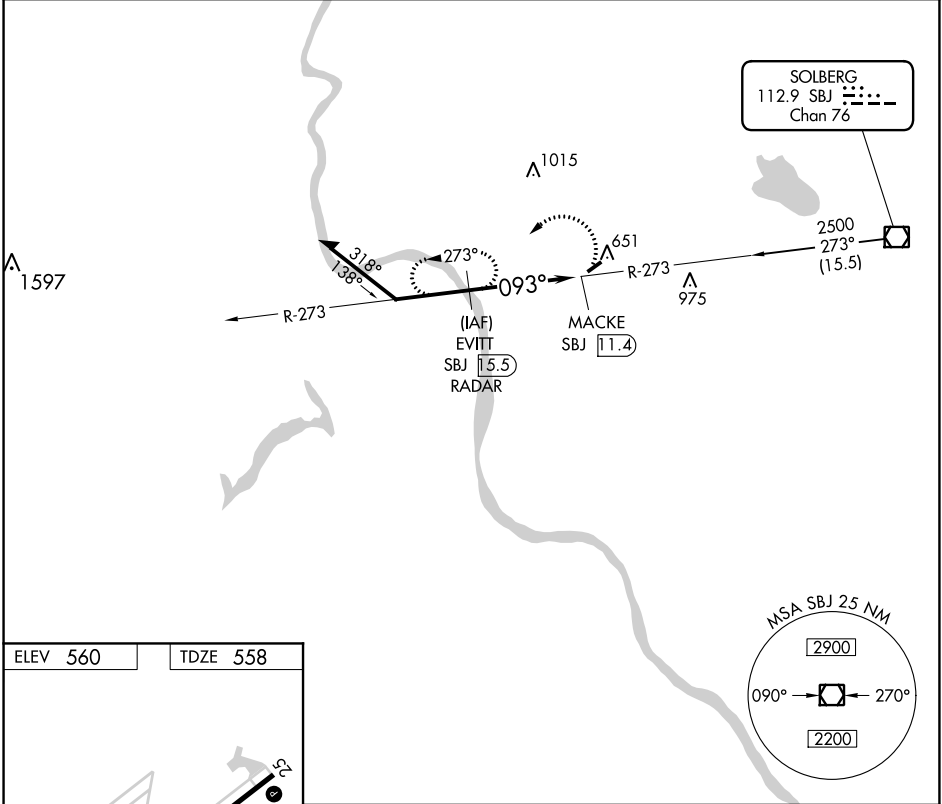 SOLBERG
112.9 SBJ
Chan 76
1015
651
2500
273°
(15.5)
R-273
975
1597
318°
138°
273°
093°
R-273
(IAF)
EVITT
SBJ 15.5
RADAR
MACKE
SBJ 11.4
MSA SBJ 25 NM
2900
090°
270°
2200
ELEV 560
TDZE 558
25
P